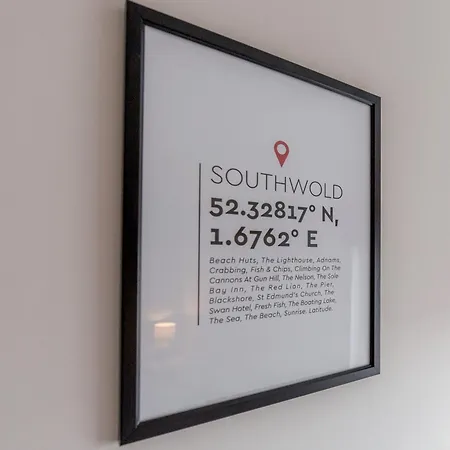 SOUTHWOLD
52.32817° N,
1.6762° E
Beach Huts, The Lighthouse, Adnams,
Crabbing, Fish & Chips, Climbing On The
Cannons At Gun Hill, The Nelson, The Sole
Bay Inn, The Red Lion, The Pier,
Blackshore, St Edmund's Church, The
Swan Hotel, Fresh Fish, The Boating Lake,
The Sea, The Beach, Sunrise. Latitude.